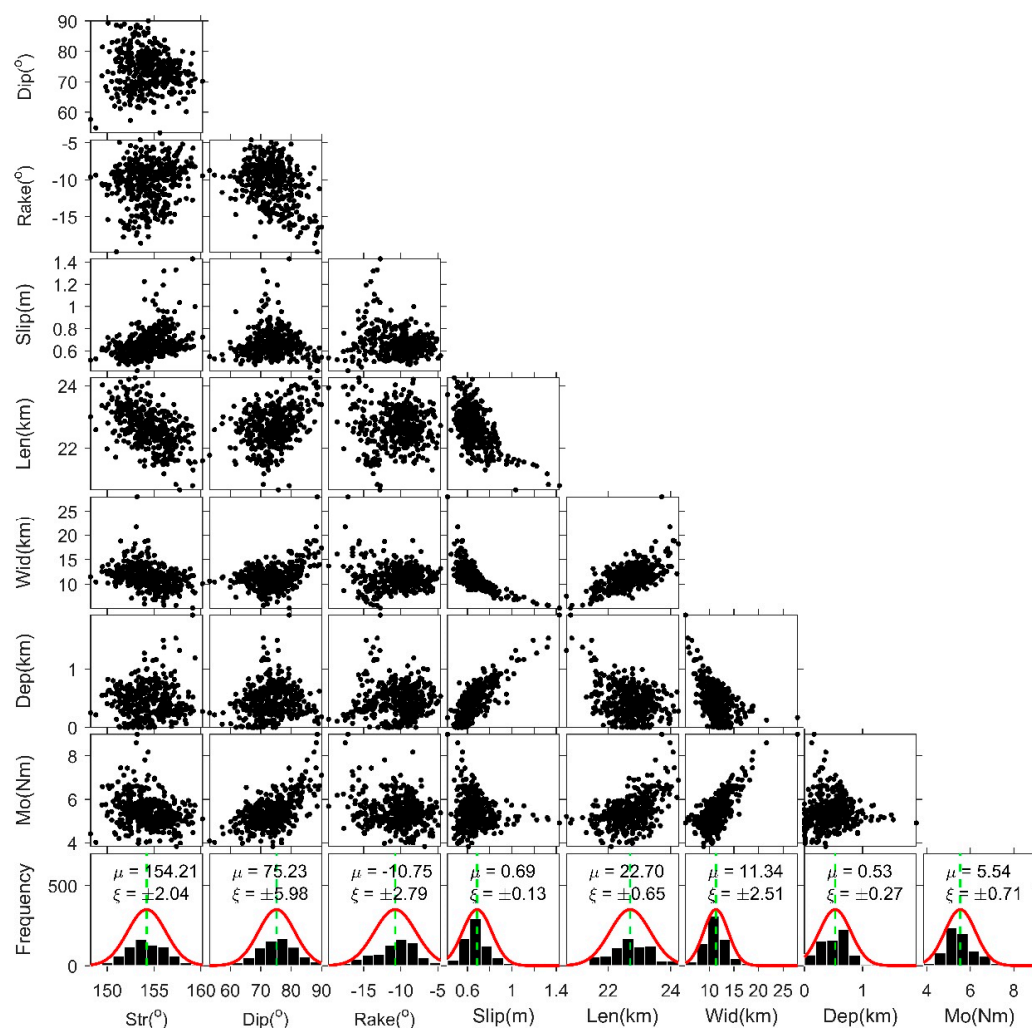 90
80
70
60
Dip(°)
-5
-10
-15
Rake(°)
1.4
1.2
1
0.8
0.6
Slip(m)
24
22
Len(km)
25
20
15
10
Wid(km)
1
0
Dep(km)
8
6
4
Mo(Nm)
500
0
Frequency
μ = 154.21
ξ = ±2.04
μ = 75.23
ξ = ±5.98
μ = -10.75
ξ = ±2.79
μ = 0.69
ξ = ±0.13
μ = 22.70
ξ = ±0.65
μ = 11.34
ξ = ±2.51
μ = 0.53
ξ = ±0.27
μ = 5.54
ξ = ±0.71
150 155 160
60 70 80 90
-15 -10 -5
0.6 1 1.4
22 24
10 15 20 25
0 1 2
4 6 8
Str(°) Dip(°) Rake(°) Slip(m) Len(km) Wid(km) Dep(km) Mo(Nm)